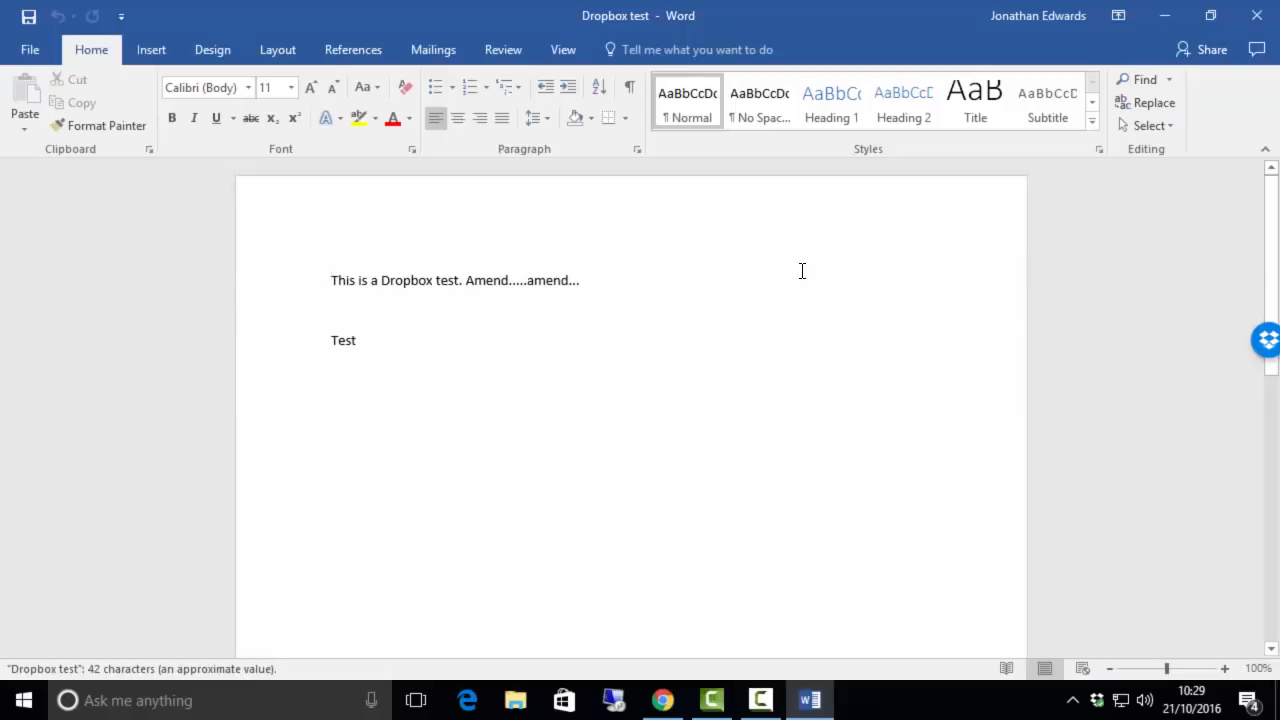 Dropbox test - Word
Jonathan Edwards
File Home Insert Design Layout References Mailings Review View Tell me what you want to do Share
Paste
Cut
Copy
Format Painter
Clipboard
Calibri (Body) 11
Font
Paragraph
AaBbCcDc AaBbCcDc AaBbCc AaBbCcD AaB AaBbCcD
¶ Normal ¶ No Spac... Heading 1 Heading 2 Title Subtitle
Styles
Find
Replace
Select
Editing
This is a Dropbox test. Amend.....amend...
Test
"Dropbox test": 42 characters (an approximate value).
100%
Ask me anything
10:29
21/10/2016
4